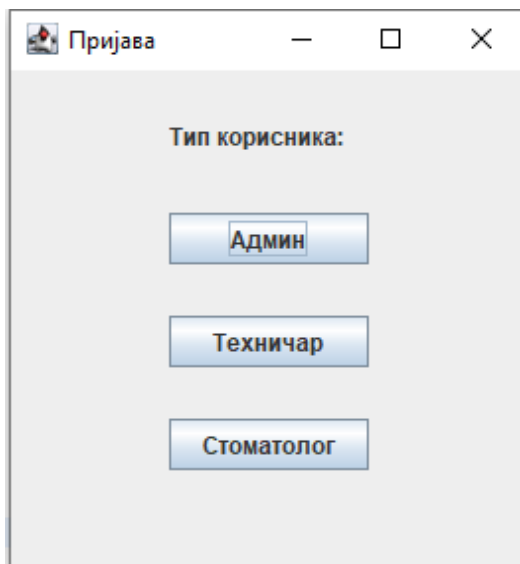 Пријава
Тип корисника:
Админ
Техничар
Стоматолог